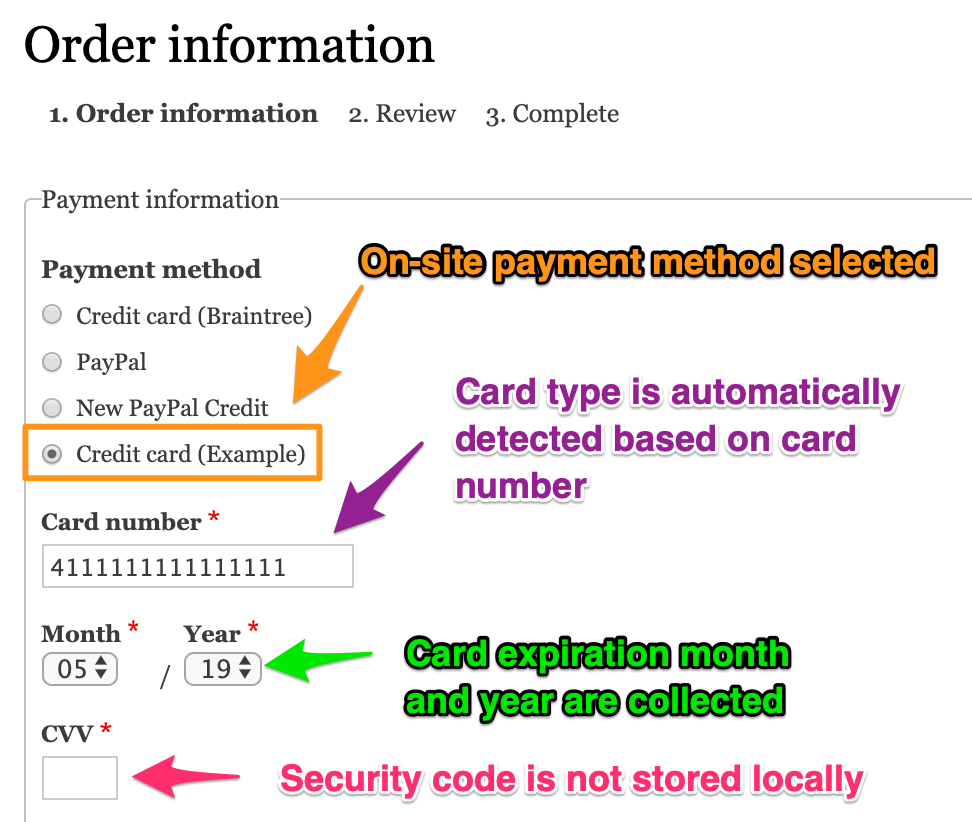 Order information
1. Order information 2. Review 3. Complete
Payment information
On-site payment method selected
Payment method
Credit card (Braintree)
PayPal
New PayPal Credit
Credit card (Example)
Card type is automatically
detected based on card
number
Card number *
4111111111111111
Month * Year *
05 / 19
Card expiration month
and year are collected
CVV *
Security code is not stored locally